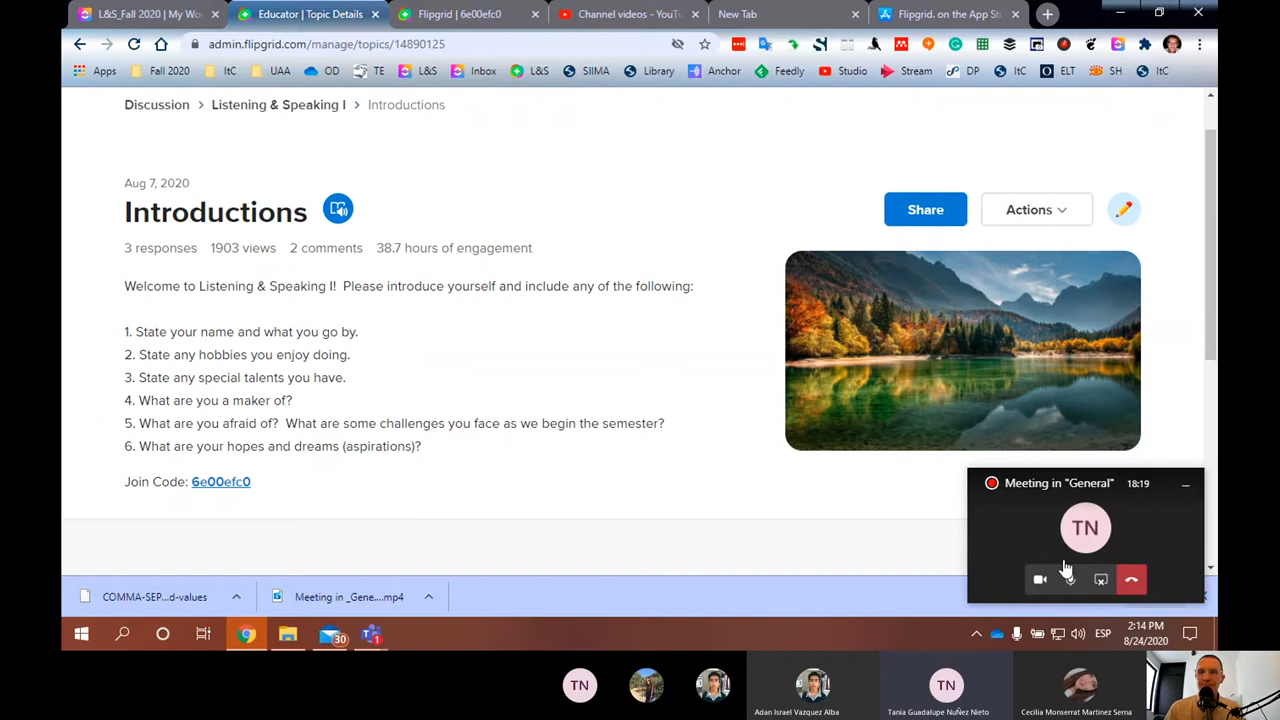 L&S_Fall 2020 | My Wo
Educator | Topic Details
Flipgrid | 6e00efc0
Channel videos - YouTu
New Tab
Flipgrid. on the App Sto
admin.flipgrid.com/manage/topics/14890125
Apps
Fall 2020
ItC
UAA
OD
TE
L&S
Inbox
L&S
SIIMA
Library
Anchor
Feedly
Studio
Stream
DP
ItC
ELT
SH
ItC
Discussion > Listening & Speaking I > Introductions
Aug 7, 2020
Introductions
Share
Actions
3 responses 1903 views 2 comments 38.7 hours of engagement
Welcome to Listening & Speaking I! Please introduce yourself and include any of the following:
1. State your name and what you go by.
2. State any hobbies you enjoy doing.
3. State any special talents you have.
4. What are you a maker of?
5. What are you afraid of? What are some challenges you face as we begin the semester?
6. What are your hopes and dreams (aspirations)?
Join Code: 6e00efc0
Meeting in "General" 18:19
TN
COMMA-SEP...d-values
Meeting in _Gene....mp4
30
1
ESP
2:14 PM
8/24/2020
TN
TN
Adan Israel Vazquez Alba
Tania Guadalupe NuÑez Nieto
Cecilia Monserrat Martinez Serna